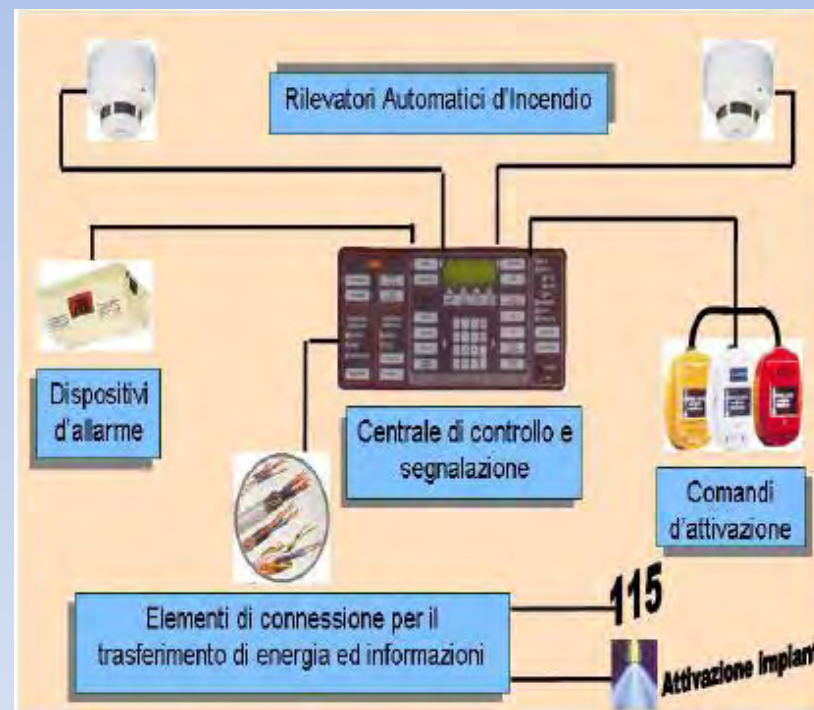 Rilevatori Automatici d'Incendio
Dispositivi
d'allarme
Centrale di controllo e
segnalazione
Comandi
d'attivazione
Elementi di connessione per il
trasferimento di energia ed informazioni
115
Attivazione impiant